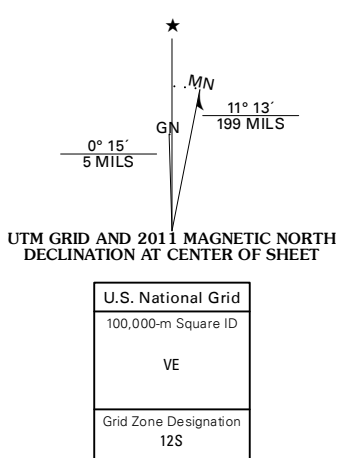 ★
MN
GN
11° 13´
199 MILS
0° 15´
5 MILS
UTM GRID AND 2011 MAGNETIC NORTH
DECLINATION AT CENTER OF SHEET
U.S. National Grid
100,000-m Square ID
VE
Grid Zone Designation
12S